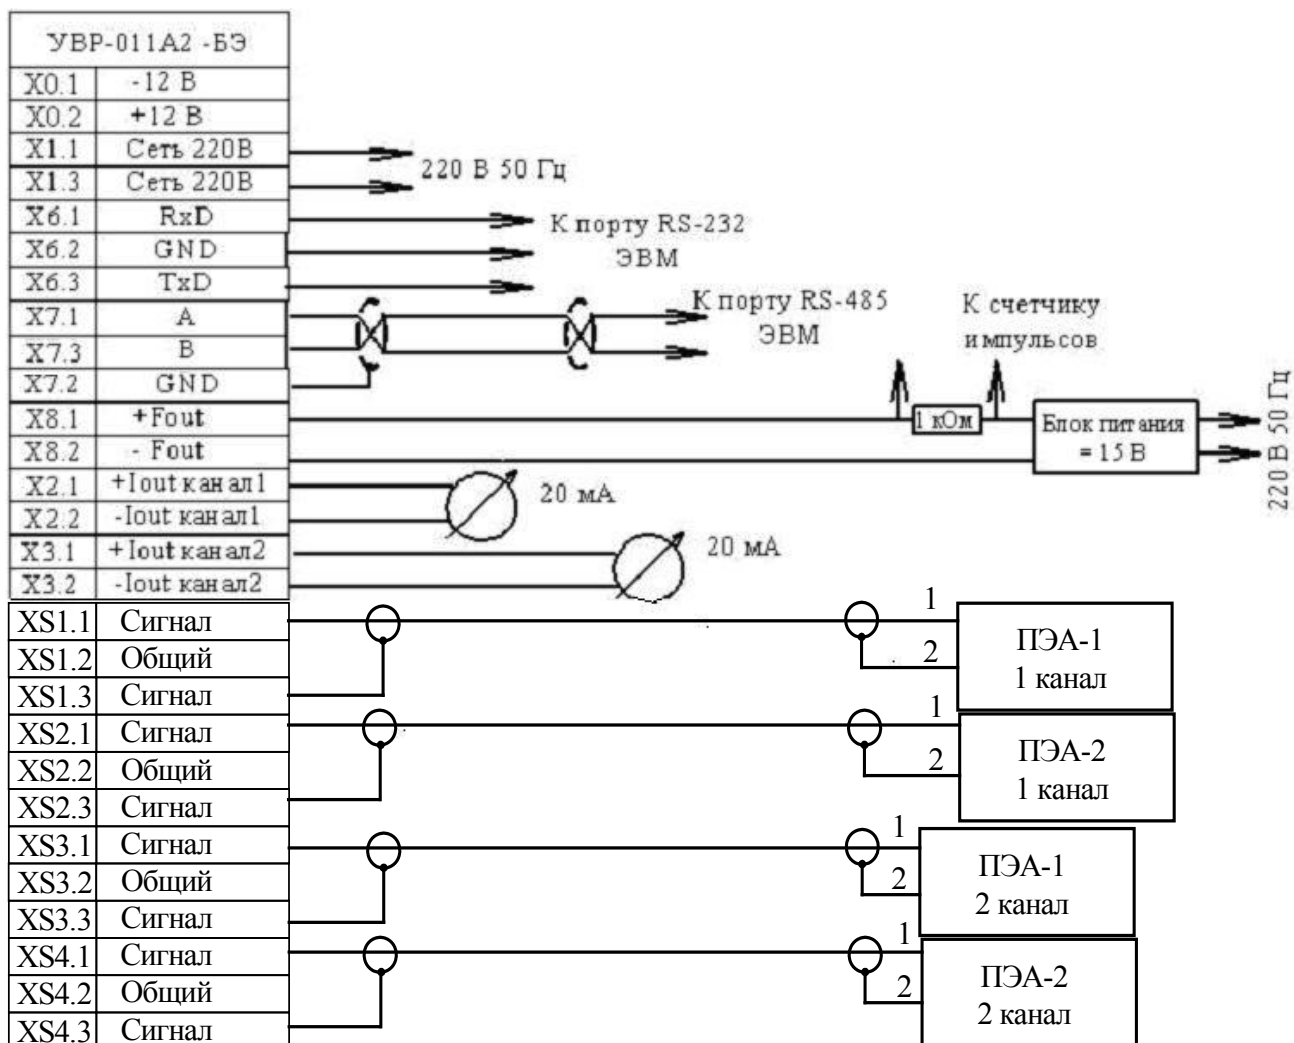 УВР-011А2 -БЭ
X0.1 -12 В
X0.2 +12 В
X1.1 Сеть 220В
X1.3 Сеть 220В
220 В 50 Гц
X6.1 RxD
X6.2 GND
X6.3 TxD
К порту RS-232
ЭВМ
X7.1 A
X7.3 B
X7.2 GND
К порту RS-485
ЭВМ
К счетчику
импульсов
X8.1 +Fout
X8.2 - Fout
1 кОм
Блок питания
= 15 В
220 В 50 Гц
X2.1 +Iout канал1
X2.2 -Iout канал1
20 мА
X3.1 +Iout канал2
X3.2 -Iout канал2
20 мА
XS1.1 Сигнал
XS1.2 Общий
XS1.3 Сигнал
1
2
ПЭА-1
1 канал
XS2.1 Сигнал
XS2.2 Общий
XS2.3 Сигнал
1
2
ПЭА-2
1 канал
XS3.1 Сигнал
XS3.2 Общий
XS3.3 Сигнал
1
2
ПЭА-1
2 канал
XS4.1 Сигнал
XS4.2 Общий
XS4.3 Сигнал
1
2
ПЭА-2
2 канал